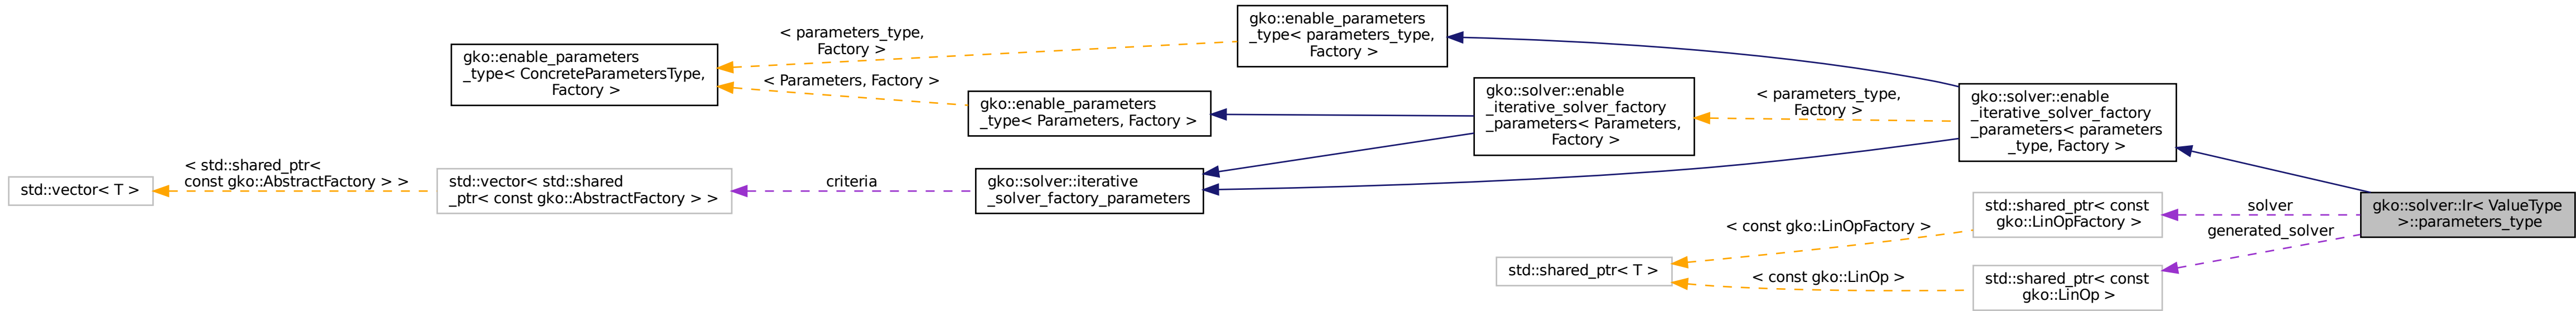 std::vector< T >
< std::shared_ptr<
const gko::AbstractFactory > >
gko::enable_parameters
_type< ConcreteParametersType,
Factory >
std::vector< std::shared
_ptr< const gko::AbstractFactory > >
< parameters_type,
Factory >
< Parameters, Factory >
criteria
gko::enable_parameters
_type< parameters_type,
Factory >
gko::enable_parameters
_type< Parameters, Factory >
gko::solver::iterative
_solver_factory_parameters
gko::solver::enable
_iterative_solver_factory
_parameters< Parameters,
Factory >
std::shared_ptr< T >
< parameters_type,
Factory >
< const gko::LinOpFactory >
< const gko::LinOp >
gko::solver::enable
_iterative_solver_factory
_parameters< parameters
_type, Factory >
std::shared_ptr< const
gko::LinOpFactory >
std::shared_ptr< const
gko::LinOp >
solver
generated_solver
gko::solver::Ir< ValueType
>::parameters_type